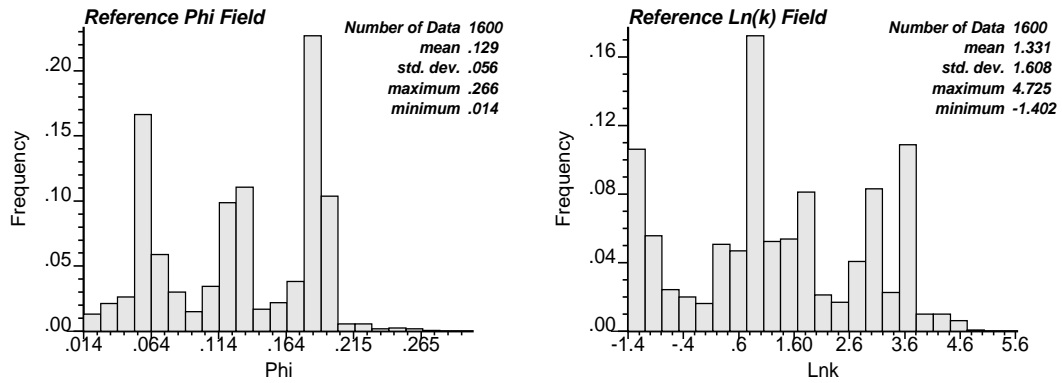 Reference Phi Field
Number of Data 1600
mean .129
std. dev. .056
maximum .266
minimum .014
Frequency
.20
.15
.10
.05
.00
.014 .064 .114 .164 .215 .265
Phi
Reference Ln(k) Field
Number of Data 1600
mean 1.331
std. dev. 1.608
maximum 4.725
minimum -1.402
Frequency
.16
.12
.08
.04
.00
-1.4 -.4 .6 1.60 2.6 3.6 4.6 5.6
Lnk